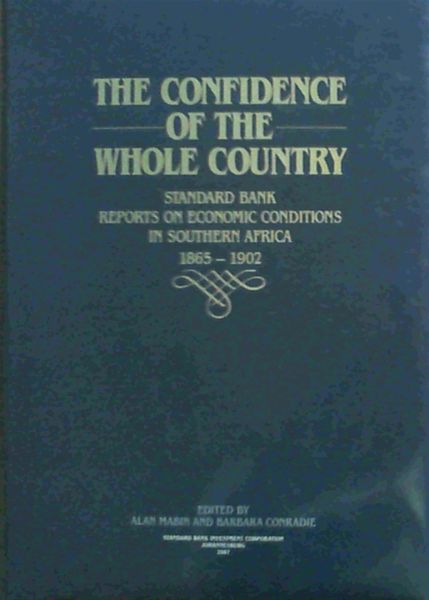 THE CONFIDENCE
OF THE
WHOLE COUNTRY
STANDARD BANK
REPORTS ON ECONOMIC CONDITIONS
IN SOUTHERN AFRICA
1865 – 1902
EDITED BY
ALAN MABIN AND BARBARA CONRADIE
STANDARD BANK INVESTMENT CORPORATION
JOHANNESBURG